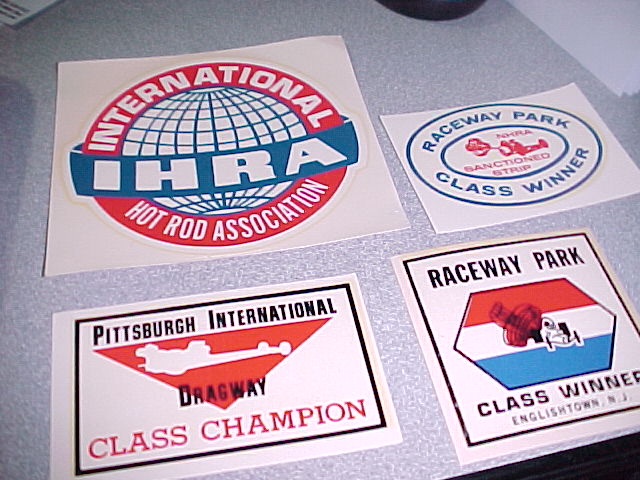 INTERNATIONAL
IHRA
HOT ROD ASSOCIATION
RACEWAY PARK
NHRA
SANCTIONED
STRIP
CLASS WINNER
PITTSBURGH INTERNATIONAL
DRAGWAY
CLASS CHAMPION
RACEWAY PARK
CLASS WINNER
ENGLISHTOWN, N.J.